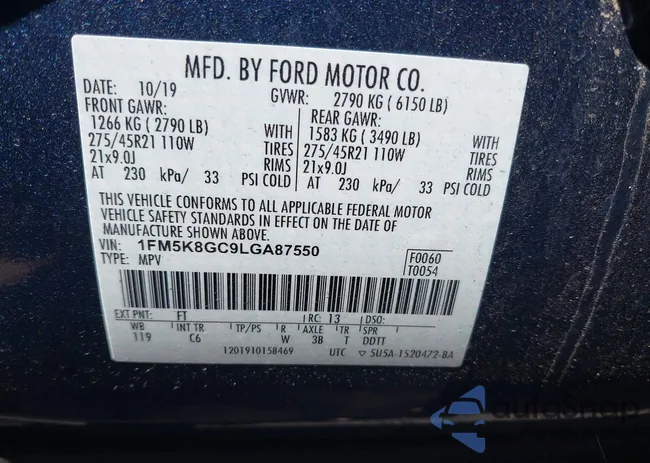 MFD. BY FORD MOTOR CO.
DATE: 10/19 GVWR: 2790 KG ( 6150 LB)
FRONT GAWR: REAR GAWR:
1266 KG ( 2790 LB) WITH 1583 KG ( 3490 LB) WITH
275/45R21 110W TIRES 275/45R21 110W TIRES
21x9.0J RIMS 21x9.0J RIMS
AT 230 kPa/ 33 PSI COLD AT 230 kPa/ 33 PSI COLD
THIS VEHICLE CONFORMS TO ALL APPLICABLE FEDERAL MOTOR
VEHICLE SAFETY STANDARDS IN EFFECT ON THE DATE OF
MANUFACTURE SHOWN ABOVE.
VIN: 1FM5K8GC9LGA87550 F0060
TYPE: MPV T0054
EXT PNT: FT RC: 13 DSO:
WB INT TR TP/PS R AXLE TR SPR
119 C6 W 3B T DDTT
1201910158469 UTC ▽ 5U5A-1520472-BA
autoSnap